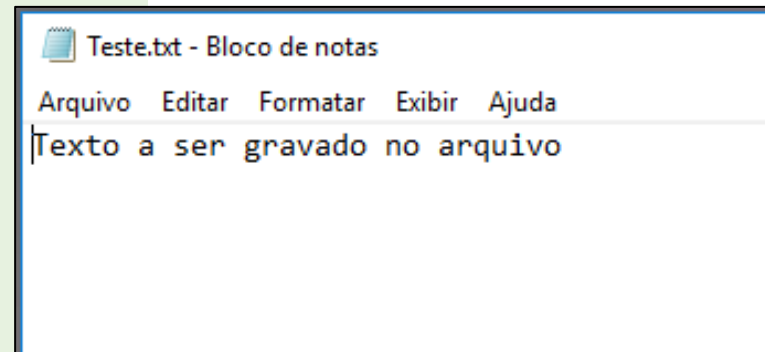 Teste.txt - Bloco de notas
Arquivo Editar Formatar Exibir Ajuda
Texto a ser gravado no arquivo